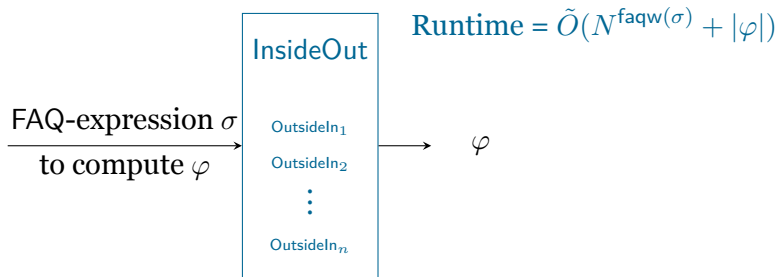 Runtime = Õ(N^faqw(σ) + |φ|)
InsideOut
FAQ-expression σ
to compute φ
OutsideIn₁
OutsideIn₂
⋮
OutsideInₙ
φ